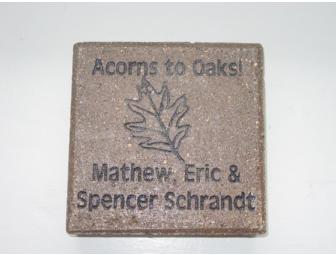 Acorns to Oaks!
Mathew, Eric &
Spencer Schrandt